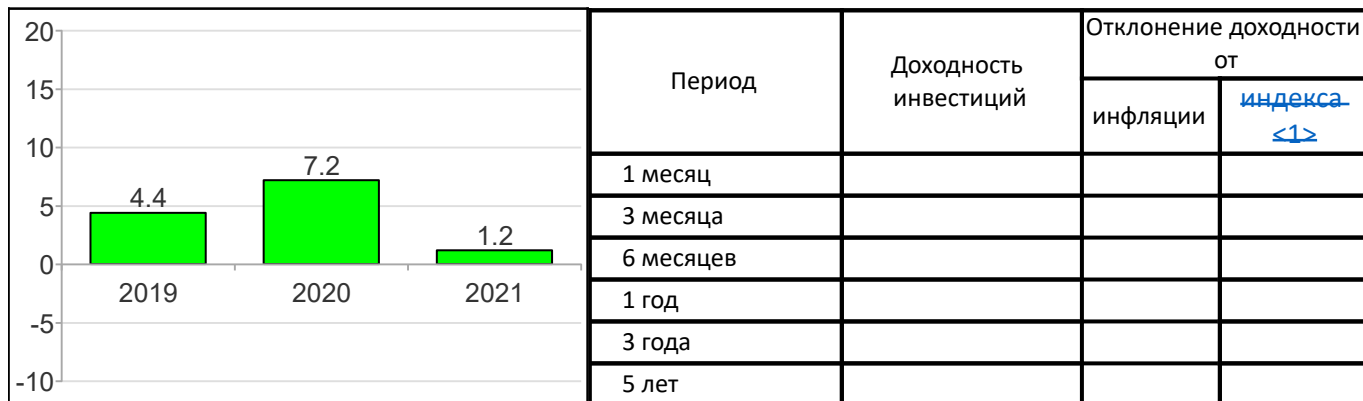 20
15
10
5
0
-5
-10
4.4
7.2
1.2
2019 2020 2021
Период
Доходность
инвестиций
Отклонение доходности
от
инфляции
индекса
<1>
1 месяц
3 месяца
6 месяцев
1 год
3 года
5 лет